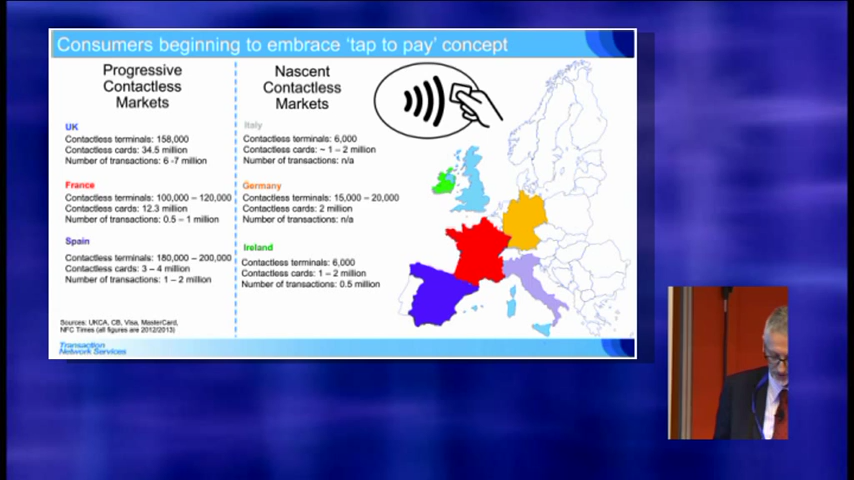 Consumers beginning to embrace 'tap to pay' concept
Progressive
Contactless
Markets
UK
Contactless terminals: 158,000
Contactless cards: 34.5 million
Number of transactions: 6 -7 million
France
Contactless terminals: 100,000 – 120,000
Contactless cards: 12.3 million
Number of transactions: 0.5 – 1 million
Spain
Contactless terminals: 180,000 – 200,000
Contactless cards: 3 – 4 million
Number of transactions: 1 – 2 million
Nascent
Contactless
Markets
Italy
Contactless terminals: 6,000
Contactless cards: ~ 1 – 2 million
Number of transactions: n/a
Germany
Contactless terminals: 15,000 – 20,000
Contactless cards: 2 million
Number of transactions: n/a
Ireland
Contactless terminals: 6,000
Contactless cards: 1 – 2 million
Number of transactions: 0.5 million
Sources: UKCA, CB, Visa, MasterCard,
NFC Times (all figures are 2012/2013)
Transaction
Network Services